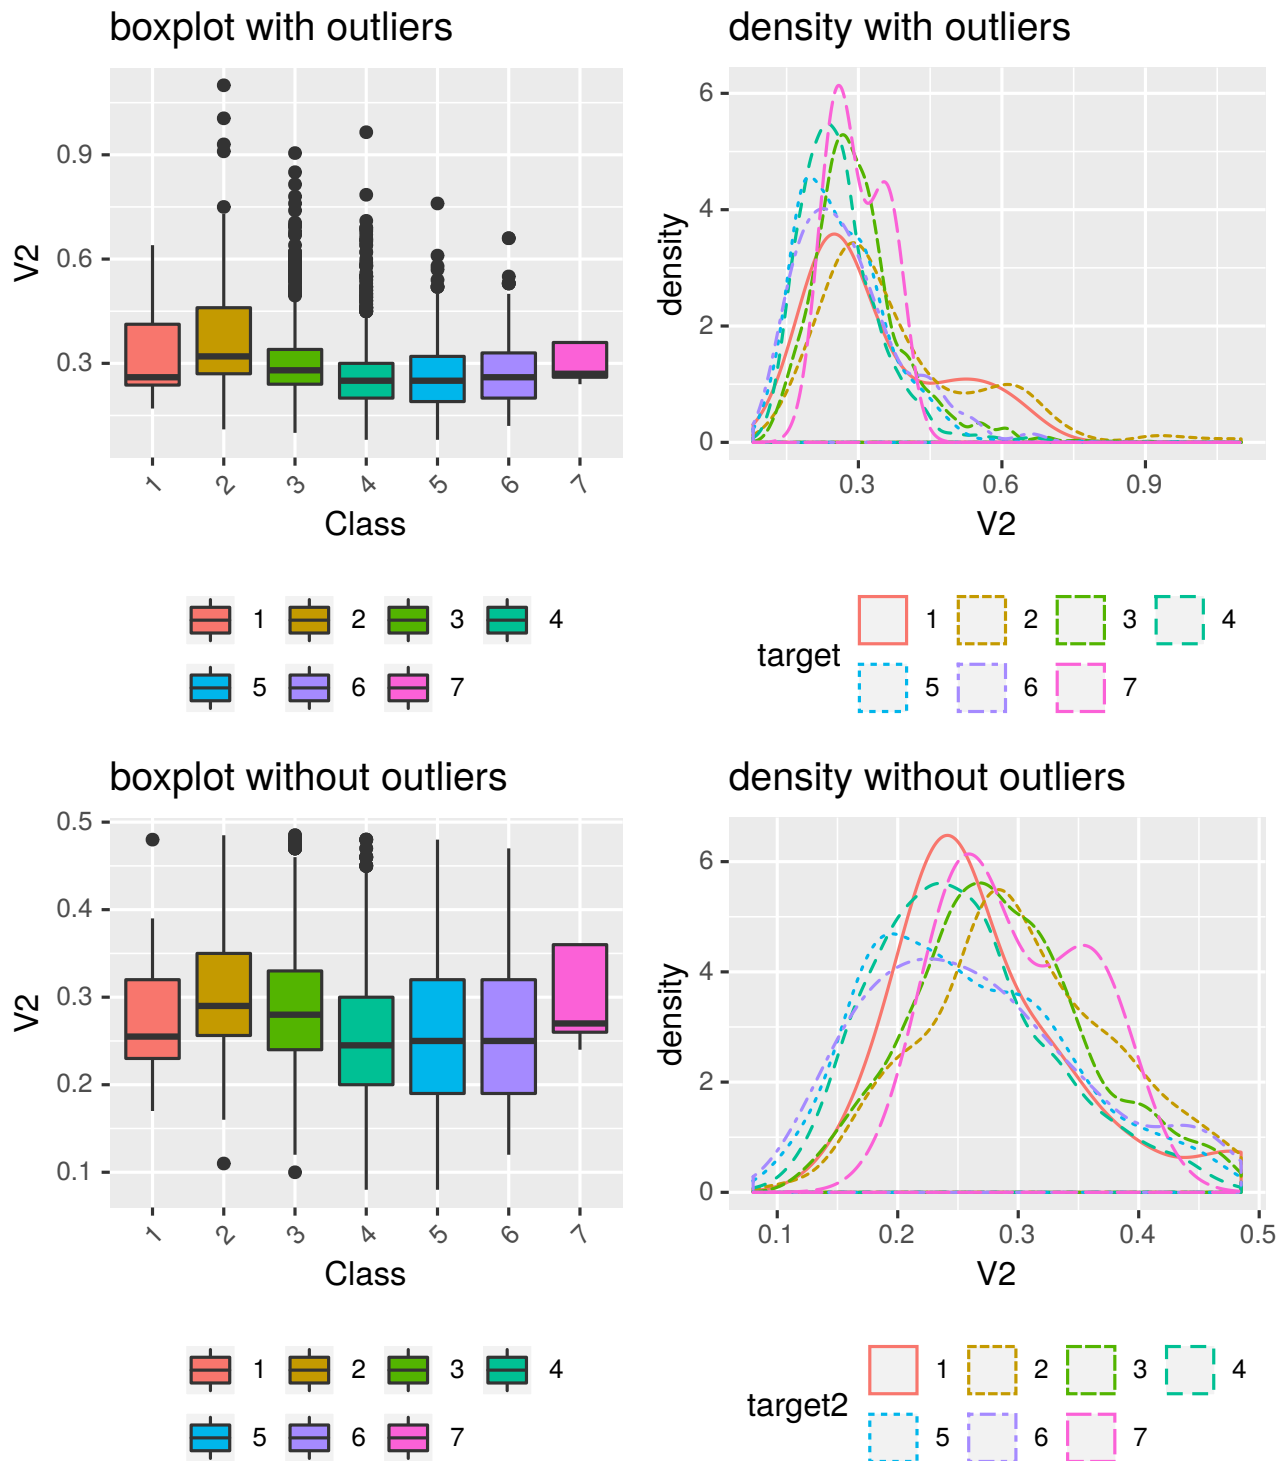 boxplot with outliers
V2
0.9
0.6
0.3
1 2 3 4 5 6 7
Class
1 2 3 4
5 6 7
density with outliers
density
6
4
2
0
0.3 0.6 0.9
V2
target
1 2 3 4
5 6 7
boxplot without outliers
V2
0.5
0.4
0.3
0.2
0.1
1 2 3 4 5 6 7
Class
1 2 3 4
5 6 7
density without outliers
density
6
4
2
0
0.1 0.2 0.3 0.4 0.5
V2
target2
1 2 3 4
5 6 7